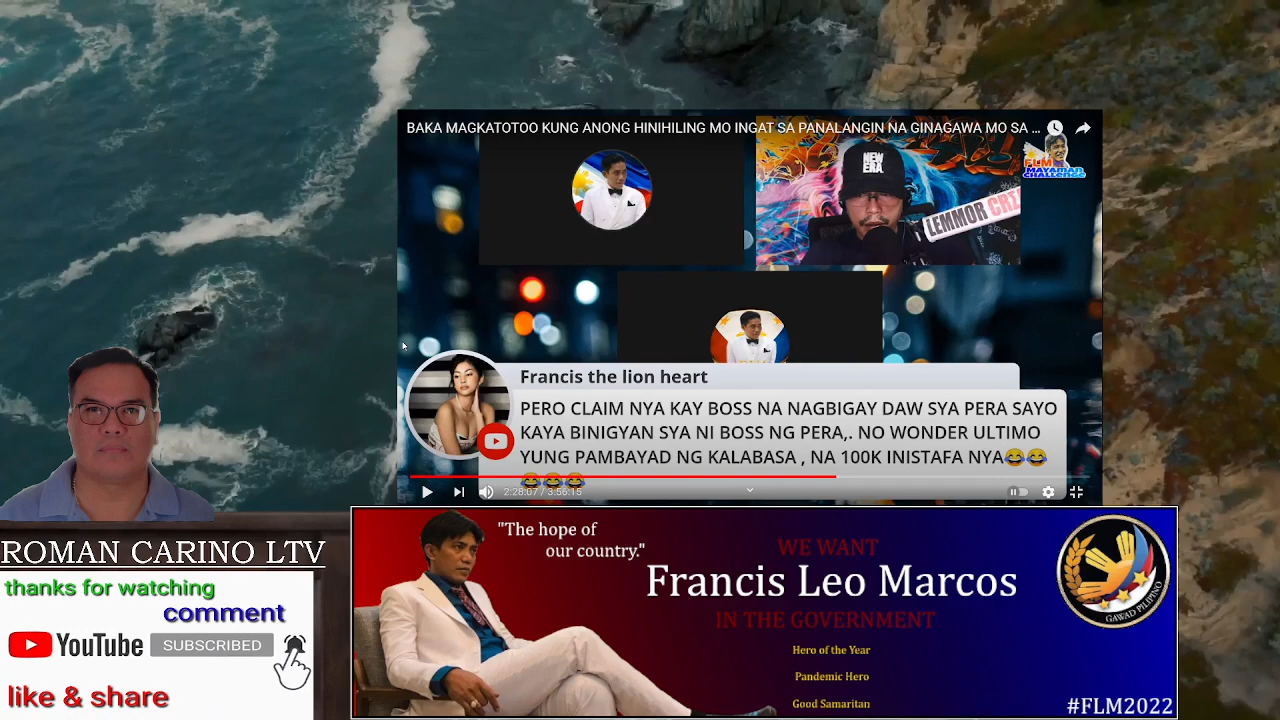 BAKA MAGKATOTOO KUNG ANONG HINIHILING MO INGAT SA PANALANGIN NA GINAGAWA MO SA ...
NEW
ERA
FLM
MAYAMAN
CHALLENGE
LEMMOR CRI
Francis the lion heart
PERO CLAIM NYA KAY BOSS NA NAGBIGAY DAW SYA PERA SAYO
KAYA BINIGYAN SYA NI BOSS NG PERA,. NO WONDER ULTIMO
YUNG PAMBAYAD NG KALABASA , NA 100K INISTAFA NYA😂😂
😂😂😂
2:28:07 / 3:56:15
ROMAN CARINO LTV
thanks for watching
comment
YouTube SUBSCRIBED
like & share
"The hope of
our country."
WE WANT
Francis Leo Marcos
IN THE GOVERNMENT
Hero of the Year
Pandemic Hero
Good Samaritan
GAWAD PILIPINO
#FLM2022